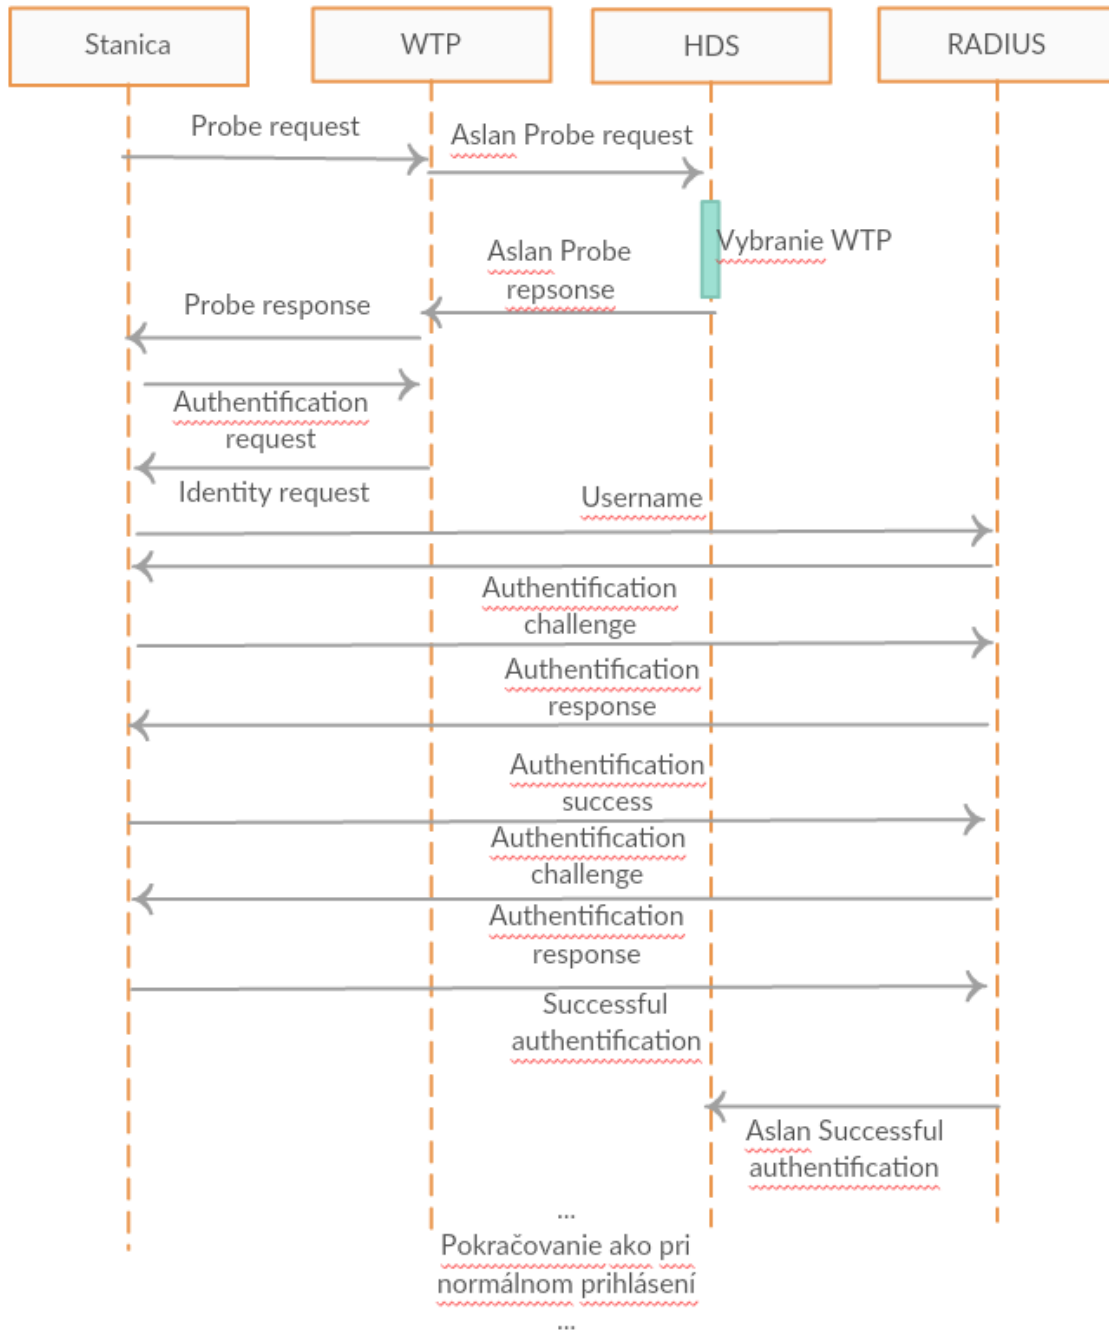 Stanica
WTP
HDS
RADIUS
Probe request
Aslan Probe request
Vybranie WTP
Aslan Probe
repsonse
Probe response
Authentification
request
Identity request
Username
Authentification
challenge
Authentification
response
Authentification
success
Authentification
challenge
Authentification
response
Successful
authentification
Aslan Successful
authentification
...
Pokračovanie ako pri
normálnom prihlásení
...